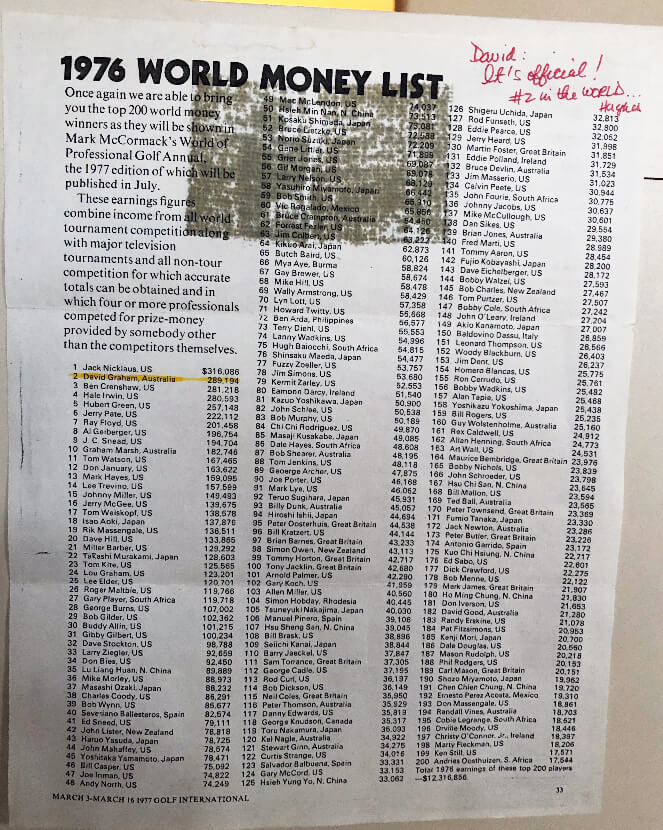 1976 WORLD MONEY LIST
David:
It's official!
#2 in the WORLD...
Hughes
Once again we are able to bring
you the top 200 world money
winners as they will be shown in
Mark McCormack's World of
Professional Golf Annual,
the 1977 edition of which will be
published in July.
These earnings figures
combine income from all world
tournament competition along
with major television
tournaments and all non-tour
competition for which accurate
totals can be obtained and in
which four or more professionals
competed for prize-money
provided by somebody other
than the competitors themselves.
1 Jack Nicklaus, US $316,086
2 David Graham, Australia 289,194
3 Ben Crenshaw, US 281,218
4 Hale Irwin, US 280,593
5 Hubert Green, US 257,148
6 Jerry Pate, US 222,112
7 Ray Floyd, US 201,458
8 Al Geiberger, US 196,754
9 J. C. Snead, US 194,704
10 Graham Marsh, Australia 182,746
11 Tom Watson, US 167,465
12 Don January, US 163,622
13 Mark Hayes, US 159,095
14 Lee Trevino, US 157,599
15 Johnny Miller, US 149,493
16 Jerry McGee, US 139,675
17 Tom Weiskopf, US 138,578
18 Isao Aoki, Japan 137,870
19 Rik Massengale, US 136,511
20 Dave Hill, US 133,865
21 Miller Barber, US 129,292
22 Takashi Murakami, Japan 128,603
23 Tom Kite, US 125,565
24 Lou Graham, US 123,201
25 Lee Elder, US 120,701
26 Roger Maltbie, US 119,766
27 Gary Player, South Africa 119,718
28 George Burns, US 107,002
29 Bob Gilder, US 102,362
30 Buddy Allin, US 101,215
31 Gibby Gilbert, US 100,234
32 Dave Stockton, US 98,788
33 Larry Ziegler, US 92,659
34 Don Bies, US 92,450
35 Lu Liang Huan, N. China 89,889
36 Mike Morley, US 88,973
37 Masashi Ozaki, Japan 88,232
38 Charles Coody, US 86,291
39 Bob Wynn, US 85,677
40 Severiano Ballesteros, Spain 82,574
41 Ed Sneed, US 79,111
42 John Lister, New Zealand 78,818
43 Haruo Yasuda, Japan 78,725
44 John Mahaffey, US 78,574
45 Yoshitaka Yamamoto, Japan 78,471
46 Bill Casper, US 75,092
47 Joe Inman, US 74,822
48 Andy North, US 74,249
49 Mac McLendon, US 74,037
50 Hsieh Min Nan, N. China 73,513
51 Kosaku Shimada, Japan 73,081
52 Bruce Lietzke, US 72,588
53 Norio Suzuki, Japan 72,209
54 Gene Littler, US 71,899
55 Grier Jones, US 69,087
56 Gil Morgan, US 69,078
57 Larry Nelson, US 68,129
58 Yasuhiro Miyamoto, Japan 66,442
59 Bob Smith, US 65,910
60 Vic Regalado, Mexico 65,856
61 Bruce Crampton, Australia 64,450
62 Forrest Fezler, US 64,126
63 Jim Colbert, US 63,222
64 Kikuo Arai, Japan 62,873
65 Butch Baird, US 60,126
66 Mya Aye, Burma 58,824
67 Gay Brewer, US 58,674
68 Mike Hill, US 58,478
69 Wally Armstrong, US 58,429
70 Lyn Lott, US 57,358
71 Howard Twitty, US 56,668
72 Ben Arda, Philippines 56,577
73 Terry Diehl, US 55,553
74 Lanny Wadkins, US 54,996
75 Hugh Baiocchi, South Africa 54,815
76 Shinsaku Maeda, Japan 54,477
77 Fuzzy Zoeller, US 53,757
78 Jim Simons, US 53,680
79 Kermit Zarley, US 52,553
80 Eamonn Darcy, Ireland 51,540
81 Kazuo Yoshikawa, Japan 50,900
82 John Schlee, US 50,538
83 Bob Murphy, US 50,189
84 Chi Chi Rodriguez, US 49,870
85 Masaji Kusakabe, Japan 49,085
86 Dale Hayes, South Africa 48,608
87 Bob Shearer, Australia 48,485
88 Tom Jenkins, US 48,118
89 Geoerge Archer, US 47,875
90 Joe Porter, US 46,168
91 Mark Lye, US 46,062
92 Teruo Sugihara, Japan 45,931
93 Billy Dunk, Australia 45,840
94 Hiroshi Ishii, Japan 44,694
95 Peter Oosterhuis, Great Britain 44,538
96 Bill Kratzert, US 44,144
97 Brian Barnes, Great Britain 43,244
98 Simon Owen, New Zealand 43,113
99 Tommy Horton, Great Britain 42,717
100 Tony Jacklin, Great Britain 42,680
101 Arnold Palmer, US 42,290
102 Gary Koch, US 41,959
103 Allen Miller, US 40,560
104 Simon Hobday, Rhodesia 40,445
105 Tsuneyuki Nakajima, Japan 40,030
106 Manuel Pinero, Spain 39,105
107 Hsu Sheng San, N. China 39,045
108 Bill Brask, US 38,896
109 Seiichi Kanai, Japan 38,844
110 Barry Jaeckel, US 37,847
111 Sam Torrance, Great Britain 37,305
112 George Cadle, US 37,195
113 Rod Curl, US 36,197
114 Bob Dickson, US 36,149
115 Neil Coles, Great Britain 35,950
116 Peter Thomson, Australia 35,929
117 Danny Edwards, US 35,819
118 George Knudson, Canada 35,317
119 Toru Nakamura, Japan 35,093
120 Kel Nagle, Australia 34,922
121 Stewart Ginn, Australia 34,275
122 Curtis Strange, US 34,098
123 Salvador Balbuena, Spain 33,331
124 Gary McCord, US 33,153
125 Hsieh Yung Yo, N. China 33,062
126 Shigeru Uchida, Japan 32,813
127 Rod Funseth, US 32,800
128 Eddie Pearce, US 32,062
129 Jerry Heard, US 31,998
130 Martin Foster, Great Britain 31,851
131 Eddie Polland, Ireland 31,729
132 Bruce Devlin, Australia 31,534
133 Jim Masserio, US 31,023
134 Calvin Peete, US 30,944
135 John Fourie, South Africa 30,775
136 Johnny Jacobs, US 30,637
137 Mike McCullough, US 30,601
138 Dan Sikes, US 29,554
139 Brian Jones, Australia 29,380
140 Fred Marti, US 28,989
141 Tommy Aaron, US 28,454
142 Fujio Kobayashi, Japan 28,200
143 Dave Eichelberger, US 28,172
144 Bobby Walzel, US 27,593
145 Bob Charles, New Zealand 27,467
146 Tom Purtzer, US 27,507
147 Bobby Cole, South Africa 27,242
148 John O'Leary, Ireland 27,204
149 Akio Kanamoto, Japan 27,007
150 Baldovino Dassu, Italy 26,859
151 Leonard Thompson, US 26,566
152 Woody Blackburn, US 26,403
153 Jim Dent, US 26,237
154 Homero Blancas, US 25,775
155 Ron Cerrudo, US 25,761
156 Bobby Wadkins, US 25,482
157 Alan Tapie, US 25,468
158 Yoshikazu Yokoshima, Japan 25,438
159 Bill Rogers, US 25,235
160 Guy Wolstenholme, Australia 25,160
161 Rex Caldwell, US 24,912
162 Allan Henning, South Africa 24,773
163 Art Wall, US 24,531
164 Maurice Bembridge, Great Britain 23,976
165 Bobby Nichols, US 23,839
166 John Schroeder, US 23,798
167 Hsu Chi San, N. China 23,645
168 Bill Mallon, US 23,594
169 Ted Ball, Australia 23,565
170 Peter Townsend, Great Britain 23,389
171 Fumio Tanaka, Japan 23,330
172 Jack Newton, Australia 23,286
173 Peter Butler, Great Britain 23,226
174 Antonio Garrido, Spain 23,172
175 Kuo Chi Hsiung, N. China 22,717
176 Ed Sabo, US 22,601
177 Dick Crawford, US 22,275
178 Bob Menne, US 22,122
179 Mark James, Great Britain 21,907
180 Ho Ming Chung, N. China 21,830
181 Don Iverson, US 21,653
182 David Good, Australia 21,280
183 Randy Erskine, US 21,078
184 Pat Fitzsimons, US 20,953
185 Kenji Mori, Japan 20,700
186 Dale Douglas, US 20,560
187 Mason Rudolph, US 20,218
188 Phil Rodgers, US 20,153
189 Carl Mason, Great Britain 20,151
190 Shozo Miyamoto, Japan 19,962
191 Chen Chien Chung, N. China 19,720
192 Ernesto Perez Acosta, Mexico 19,310
193 Don Massengale, US 18,861
194 Randall Vines, Australia 18,703
195 Cobie Legrange, South Africa 18,621
196 Orville Moody, US 18,446
197 Christy O'Connor Jr., Ireland 18,397
198 Marty Fleckman, US 18,206
199 Ken Still, US 17,571
200 Andries Oosthuizen, S. Africa 17,544
Total 1976 earnings of these top 200 players
—$12,316,856.
MARCH 3-MARCH 16 1977 GOLF INTERNATIONAL
33